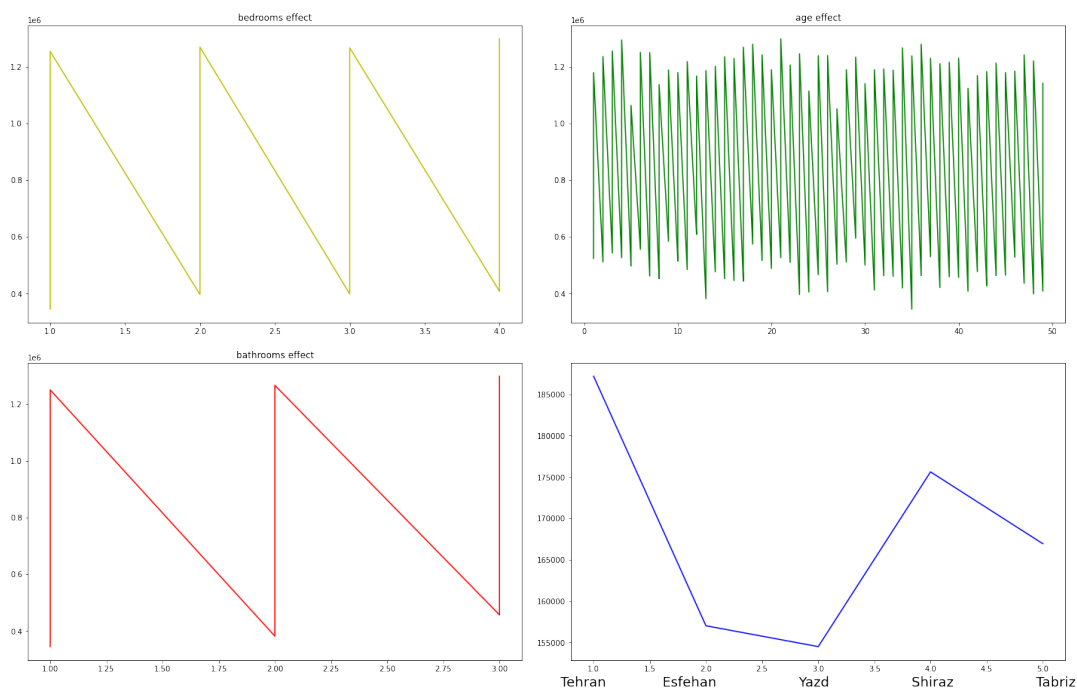 bedrooms effect
1e6
1.2
1.0
0.8
0.6
0.4
1.0 1.5 2.0 2.5 3.0 3.5 4.0
age effect
1e6
1.2
1.0
0.8
0.6
0.4
0 10 20 30 40 50
bathrooms effect
1e6
1.2
1.0
0.8
0.6
0.4
1.00 1.25 1.50 1.75 2.00 2.25 2.50 2.75 3.00
185000
180000
175000
170000
165000
160000
155000
1.0 1.5 2.0 2.5 3.0 3.5 4.0 4.5 5.0
Tehran Esfehan Yazd Shiraz Tabriz